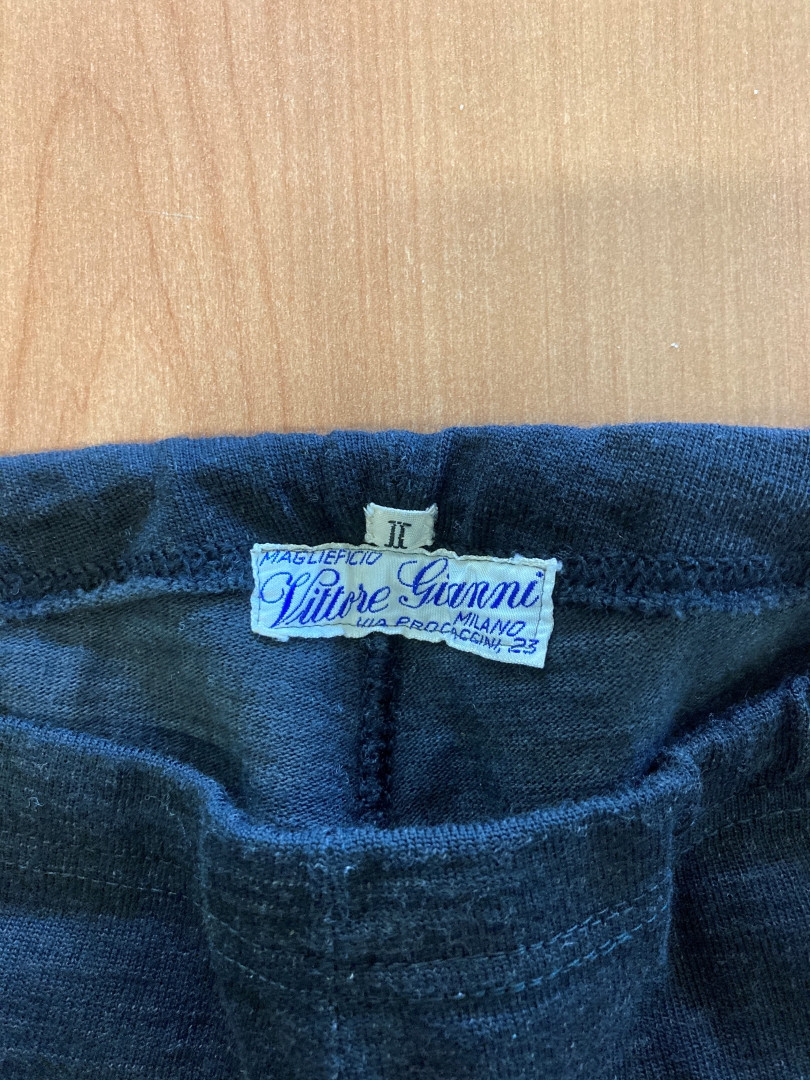 II
MAGLIEFICIO
Vittore Gianni
MILANO
VIA PROCACCINI, 23